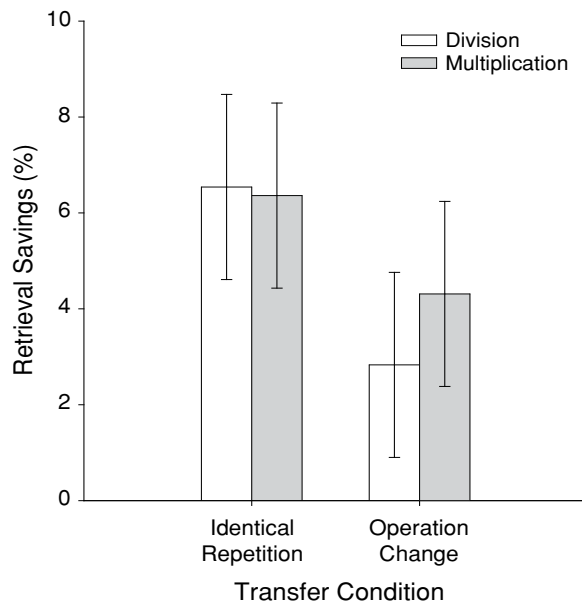 10
8
6
4
2
0
Retrieval Savings (%)
Division
Multiplication
Identical
Repetition
Operation
Change
Transfer Condition